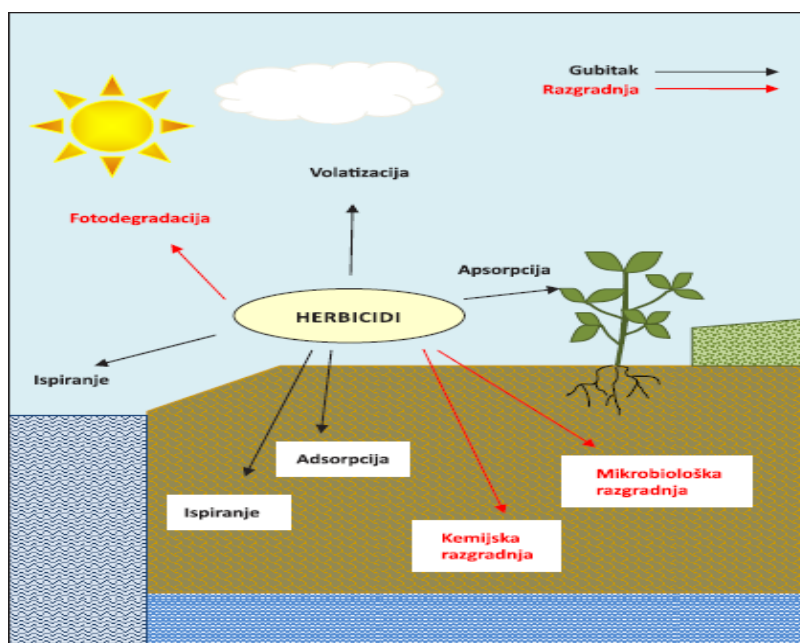 Gubitak
Razgradnja
Volatizacija
Fotodegradacija
Apsorpcija
HERBICIDI
Ispiranje
Adsorpcija
Mikrobiološka
razgradnja
Ispiranje
Kemijska
razgradnja